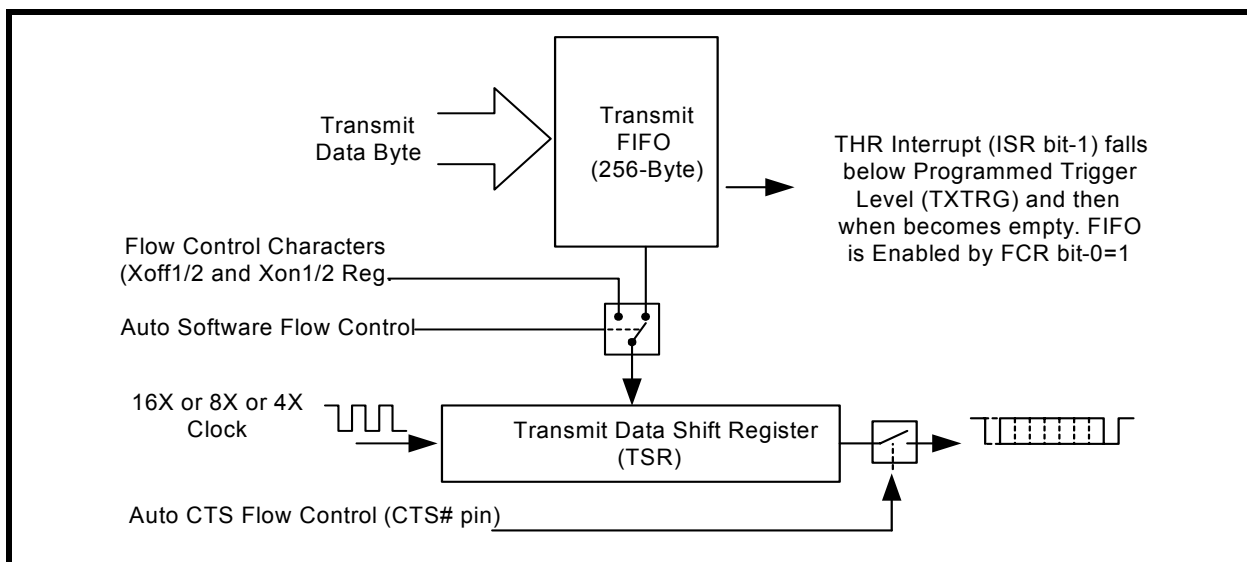 Transmit
Data Byte
Transmit
FIFO
(256-Byte)
THR Interrupt (ISR bit-1) falls
below Programmed Trigger
Level (TXTRG) and then
when becomes empty. FIFO
is Enabled by FCR bit-0=1
Flow Control Characters
(Xoff1/2 and Xon1/2 Reg.
Auto Software Flow Control
16X or 8X or 4X
Clock
Transmit Data Shift Register
(TSR)
Auto CTS Flow Control (CTS# pin)